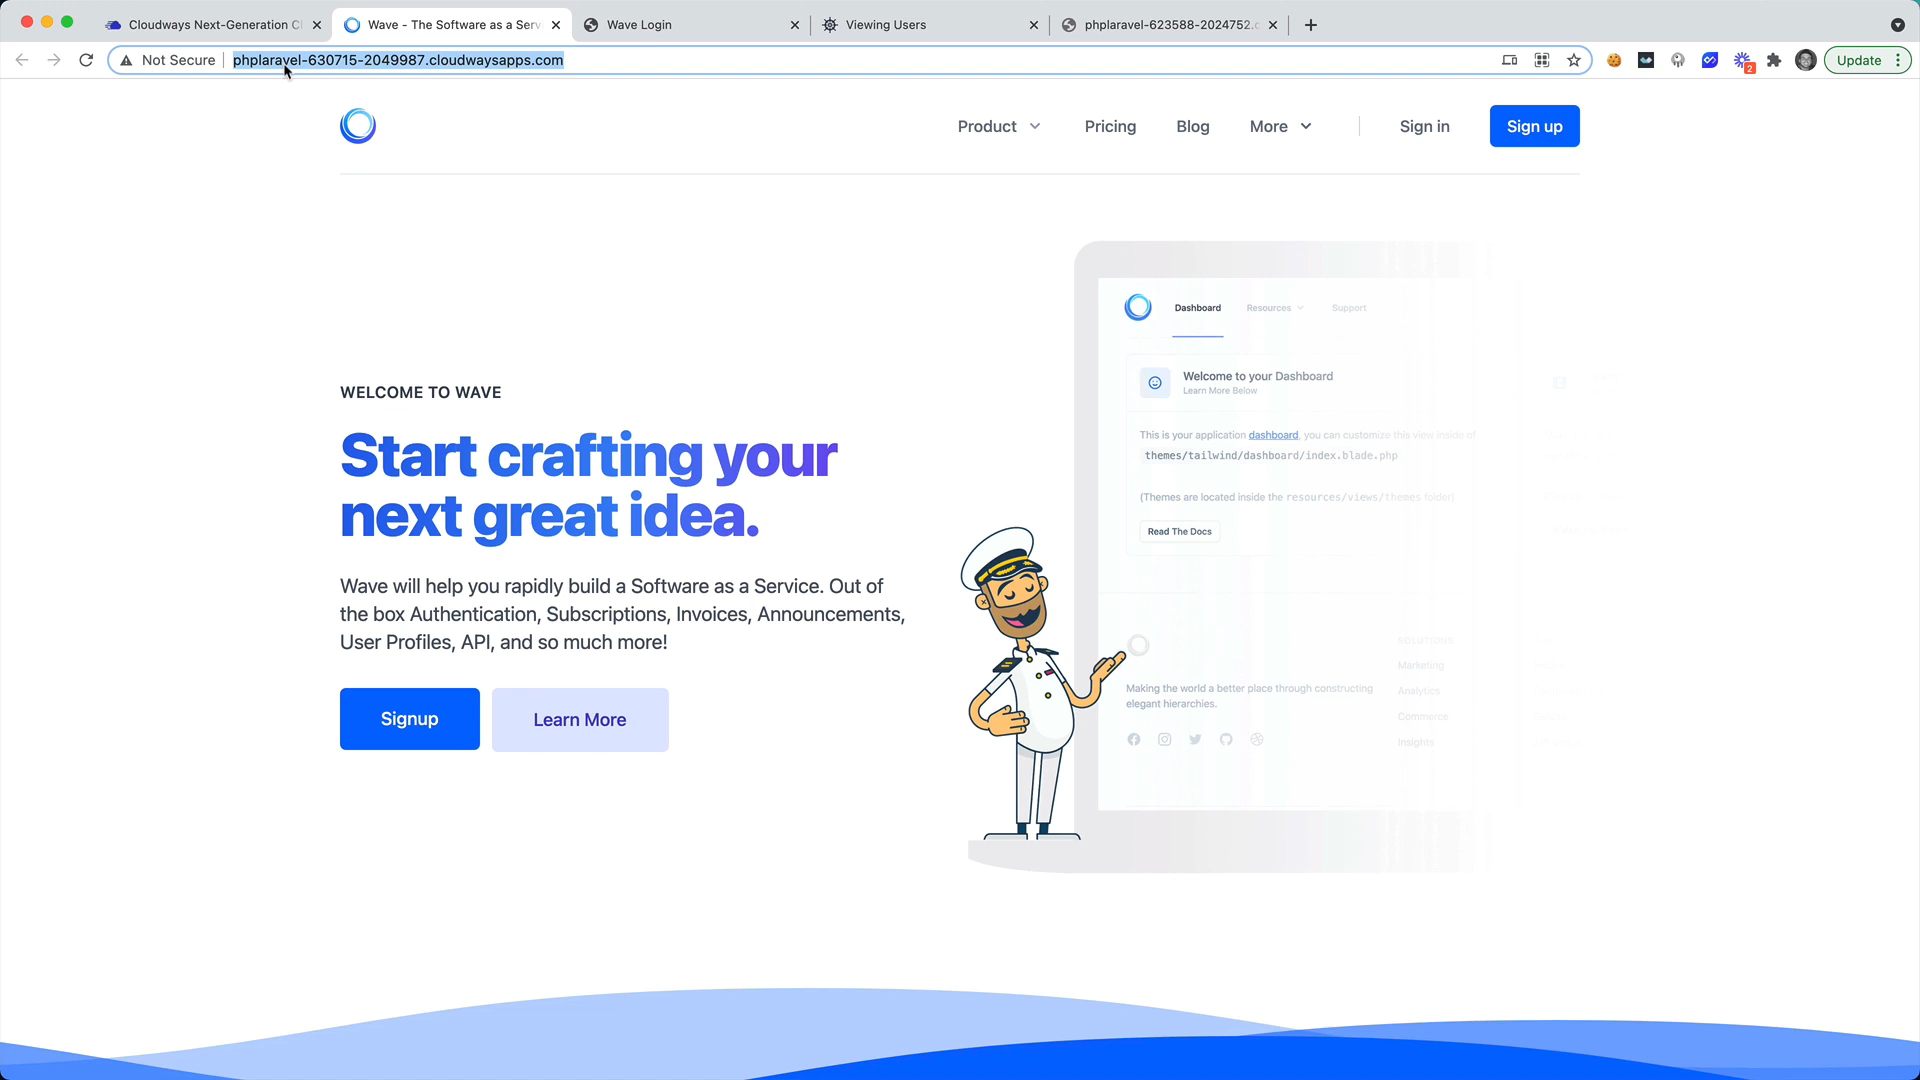 Cloudways Next-Generation C
Wave - The Software as a Serv
Wave Login
Viewing Users
phplaravel-623588-2024752.c
Not Secure
phplaravel-630715-2049987.cloudwaysapps.com
2
Update
Product
Pricing
Blog
More
Sign in
Sign up
Dashboard
Resources
Support
Welcome to your Dashboard
Learn More Below
This is your application dashboard, you can customize this view inside of
themes/tailwind/dashboard/index.blade.php
(Themes are located inside the resources/views/themes folder)
Read The Docs
WELCOME TO WAVE
Start crafting your
next great idea.
Wave will help you rapidly build a Software as a Service. Out of
the box Authentication, Subscriptions, Invoices, Announcements,
User Profiles, API, and so much more!
Signup
Learn More
SOLUTIONS
Marketing
Analytics
Commerce
Insights
Making the world a better place through constructing
elegant hierarchies.